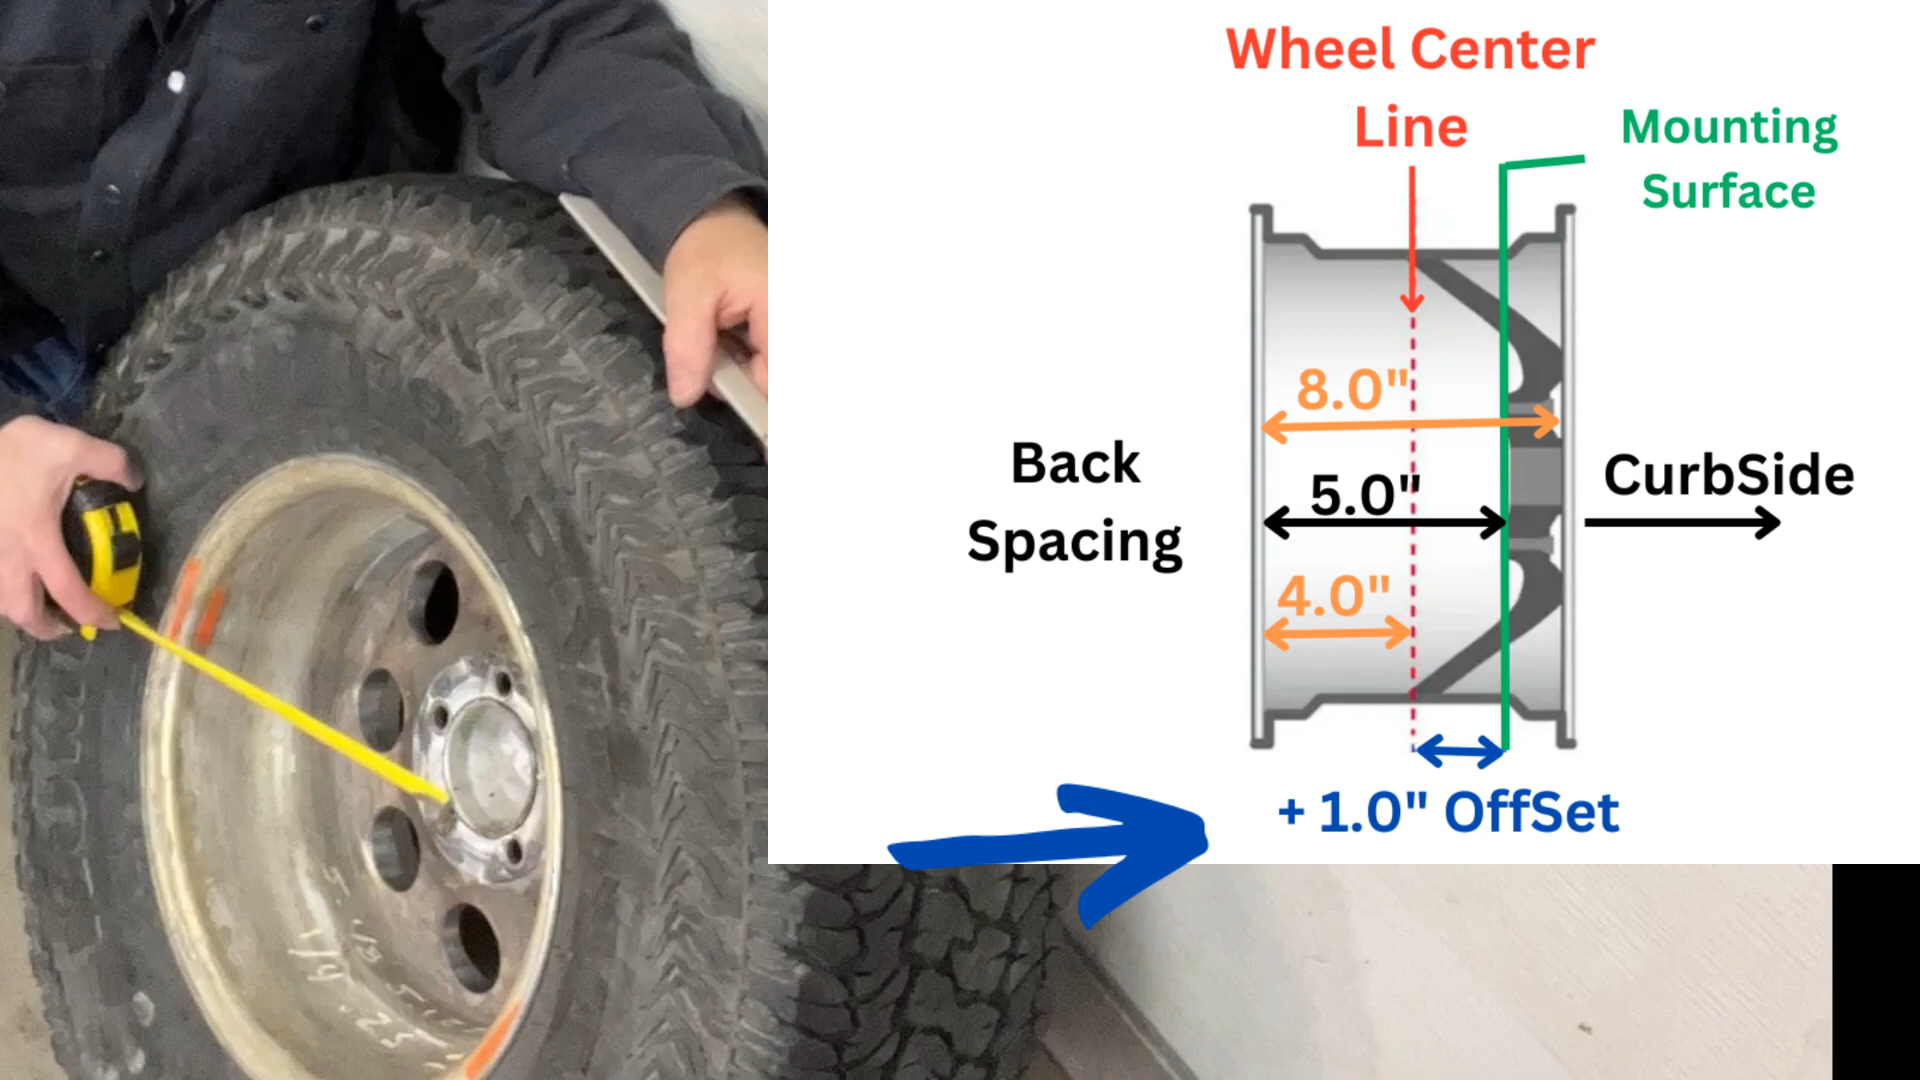 Wheel Center
Line
Mounting
Surface
8.0"
Back
Spacing
5.0"
CurbSide
4.0"
+ 1.0" OffSet